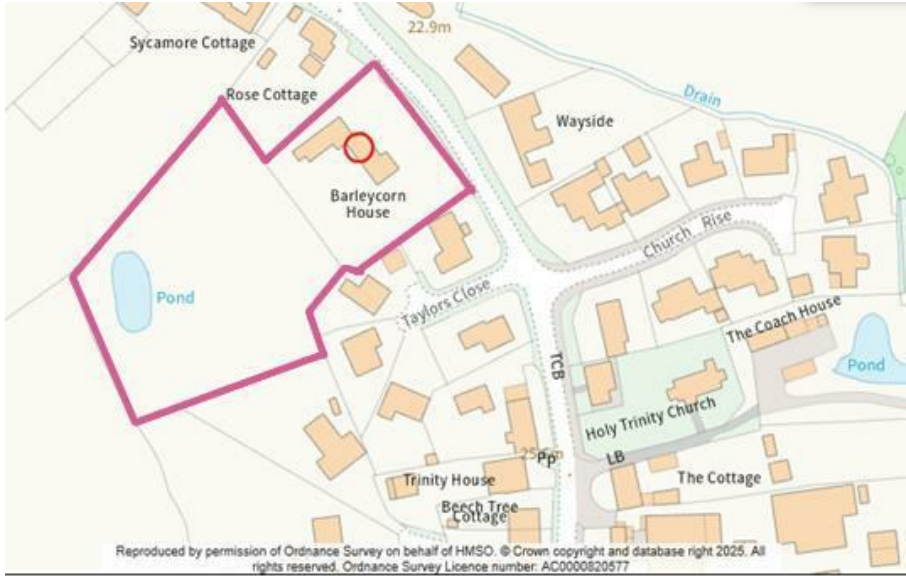 22.9m
Sycamore Cottage
Rose Cottage
Drain
Wayside
Barleycorn
House
Church Rise
Pond
Taylors Close
The Coach House
TCB
Pond
Holy Trinity Church
Pp
LB
Trinity House
The Cottage
Beech Tree
Cottage
Reproduced by permission of Ordnance Survey on behalf of HMSO. © Crown copyright and database right 2025. All
rights reserved. Ordnance Survey Licence number: AC0000820577